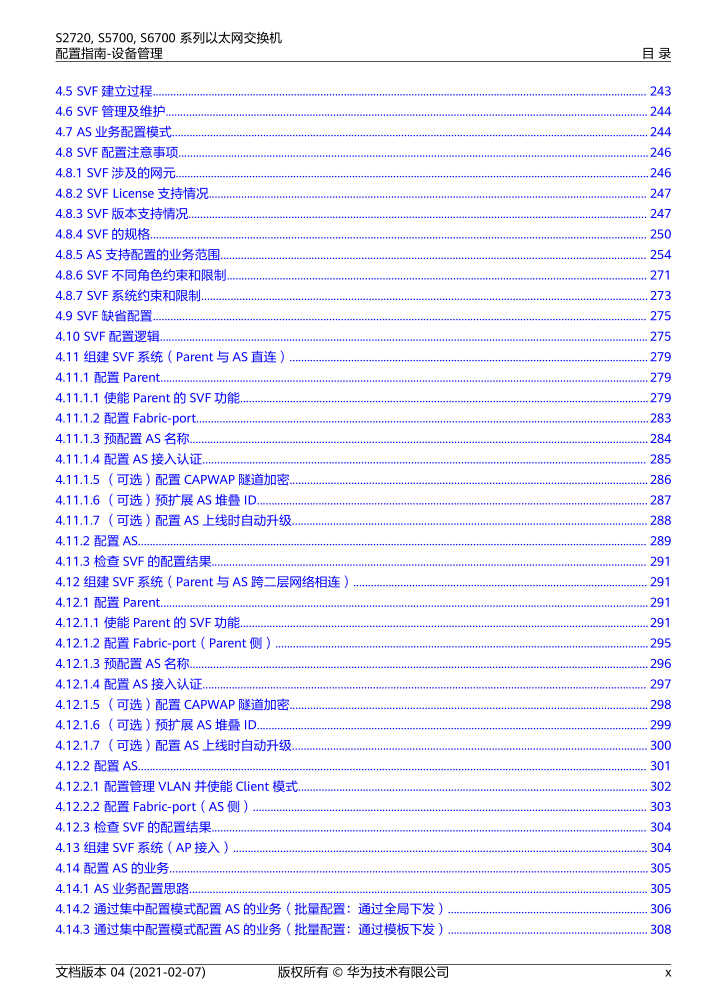 S2720, S5700, S6700 系列以太网交换机
配置指南-设备管理 目 录
4.5 SVF 建立过程 243
4.6 SVF 管理及维护 244
4.7 AS 业务配置模式 244
4.8 SVF 配置注意事项 246
4.8.1 SVF 涉及的网元 246
4.8.2 SVF License 支持情况 247
4.8.3 SVF 版本支持情况 247
4.8.4 SVF 的规格 250
4.8.5 AS 支持配置的业务范围 254
4.8.6 SVF 不同角色约束和限制 271
4.8.7 SVF 系统约束和限制 273
4.9 SVF 缺省配置 275
4.10 SVF 配置逻辑 275
4.11 组建 SVF 系统（Parent 与 AS 直连） 279
4.11.1 配置 Parent 279
4.11.1.1 使能 Parent 的 SVF 功能 279
4.11.1.2 配置 Fabric-port 283
4.11.1.3 预配置 AS 名称 284
4.11.1.4 配置 AS 接入认证 285
4.11.1.5 （可选）配置 CAPWAP 隧道加密 286
4.11.1.6 （可选）预扩展 AS 堆叠 ID 287
4.11.1.7 （可选）配置 AS 上线时自动升级 288
4.11.2 配置 AS 289
4.11.3 检查 SVF 的配置结果 291
4.12 组建 SVF 系统（Parent 与 AS 跨二层网络相连） 291
4.12.1 配置 Parent 291
4.12.1.1 使能 Parent 的 SVF 功能 291
4.12.1.2 配置 Fabric-port（Parent 侧） 295
4.12.1.3 预配置 AS 名称 296
4.12.1.4 配置 AS 接入认证 297
4.12.1.5 （可选）配置 CAPWAP 隧道加密 298
4.12.1.6 （可选）预扩展 AS 堆叠 ID 299
4.12.1.7 （可选）配置 AS 上线时自动升级 300
4.12.2 配置 AS 301
4.12.2.1 配置管理 VLAN 并使能 Client 模式 302
4.12.2.2 配置 Fabric-port（AS 侧） 303
4.12.3 检查 SVF 的配置结果 304
4.13 组建 SVF 系统（AP 接入） 304
4.14 配置 AS 的业务 305
4.14.1 AS 业务配置思路 305
4.14.2 通过集中配置模式配置 AS 的业务（批量配置：通过全局下发） 306
4.14.3 通过集中配置模式配置 AS 的业务（批量配置：通过模板下发） 308
文档版本 04 (2021-02-07) 版权所有 © 华为技术有限公司 x